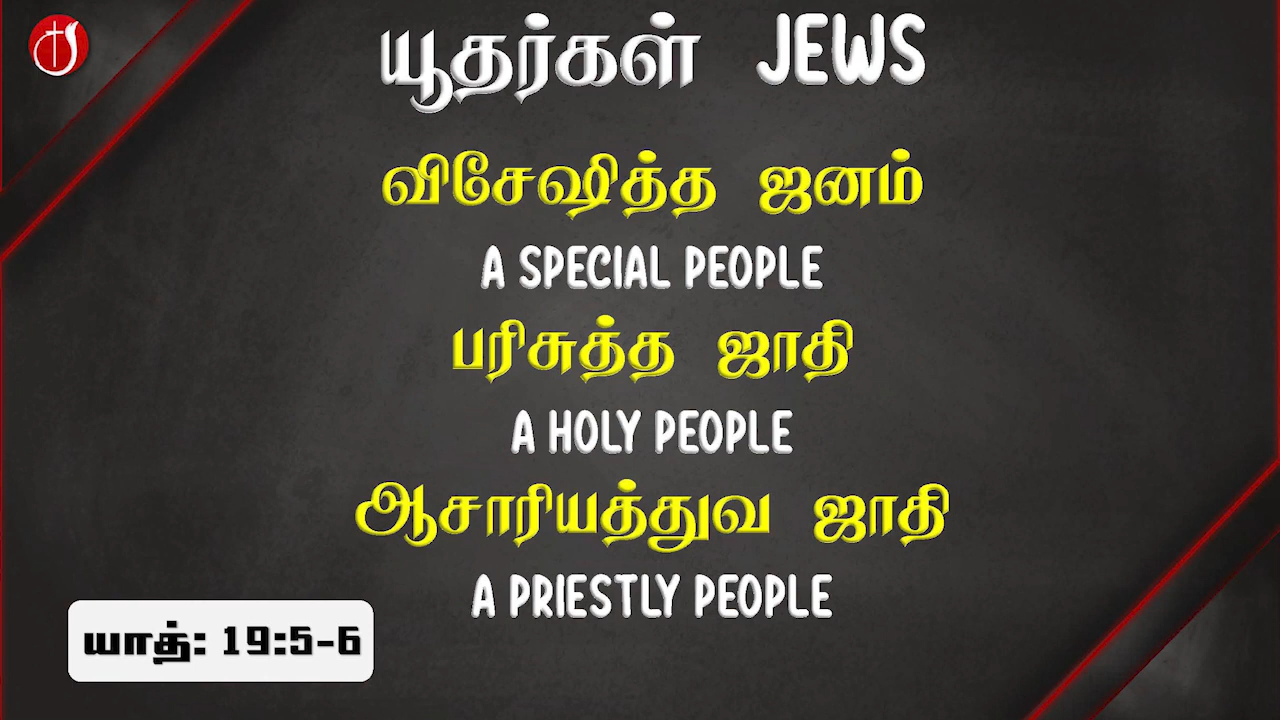 யூதர்கள் JEWS
விசேஷித்த ஜனம்
A SPECIAL PEOPLE
பரிசுத்த ஜாதி
A HOLY PEOPLE
ஆசாரியத்துவ ஜாதி
A PRIESTLY PEOPLE
யாத்: 19:5-6